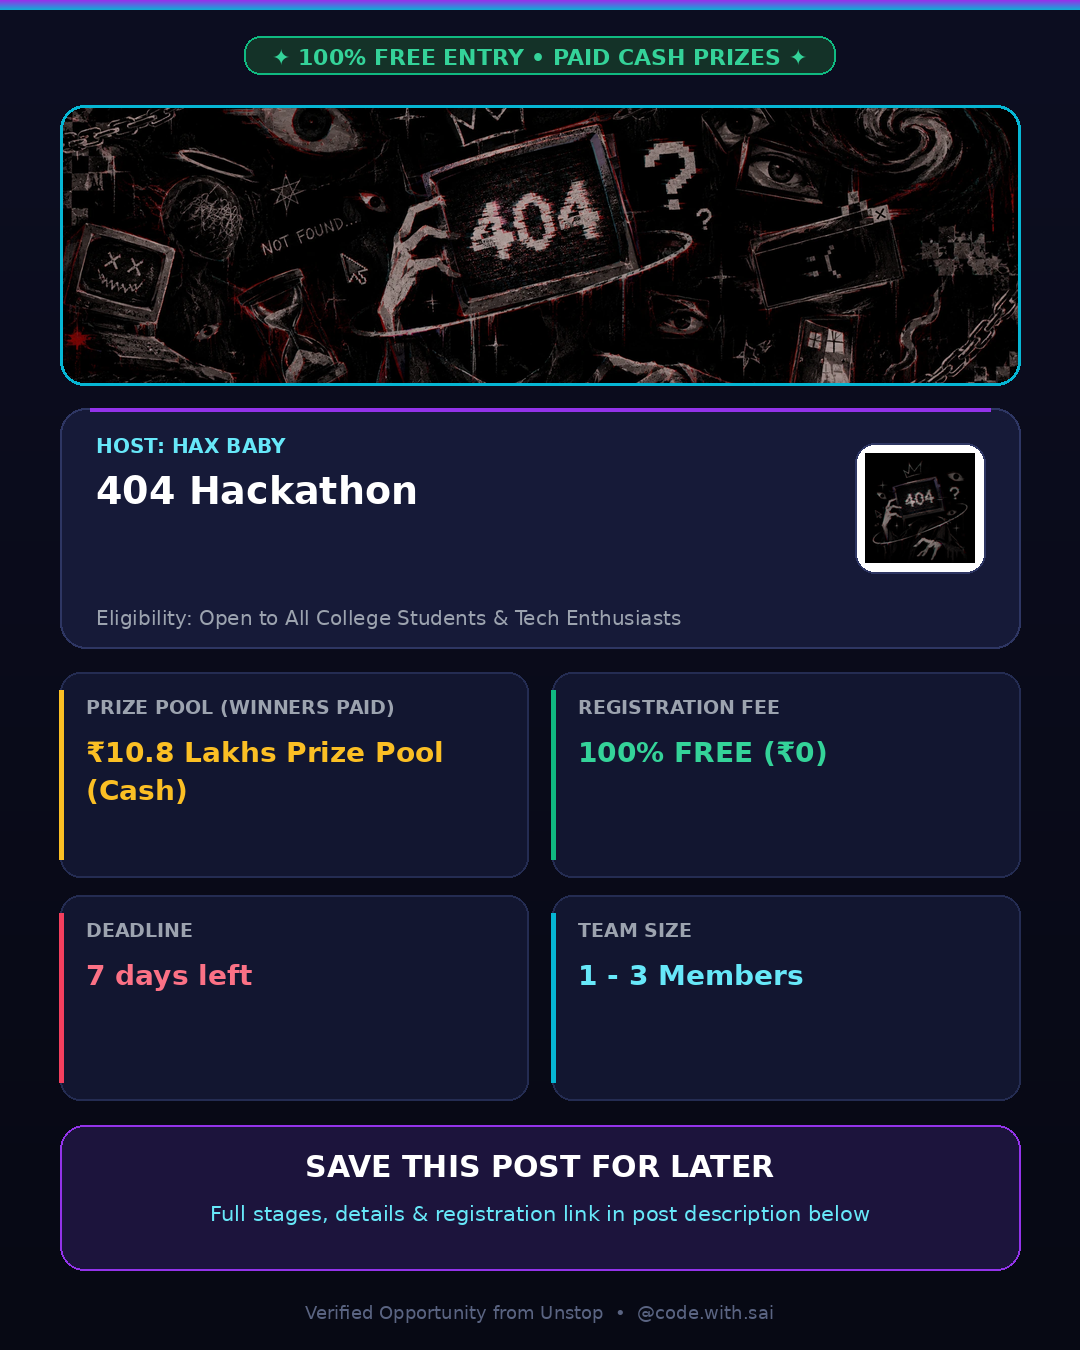 ✦ 100% FREE ENTRY • PAID CASH PRIZES ✦
NOT FOUND...
404
?
?
HOST: HAX BABY
404 Hackathon
404
?
Eligibility: Open to All College Students & Tech Enthusiasts
PRIZE POOL (WINNERS PAID)
₹10.8 Lakhs Prize Pool
(Cash)
REGISTRATION FEE
100% FREE (₹0)
DEADLINE
7 days left
TEAM SIZE
1 - 3 Members
SAVE THIS POST FOR LATER
Full stages, details & registration link in post description below
Verified Opportunity from Unstop • @code.with.sai